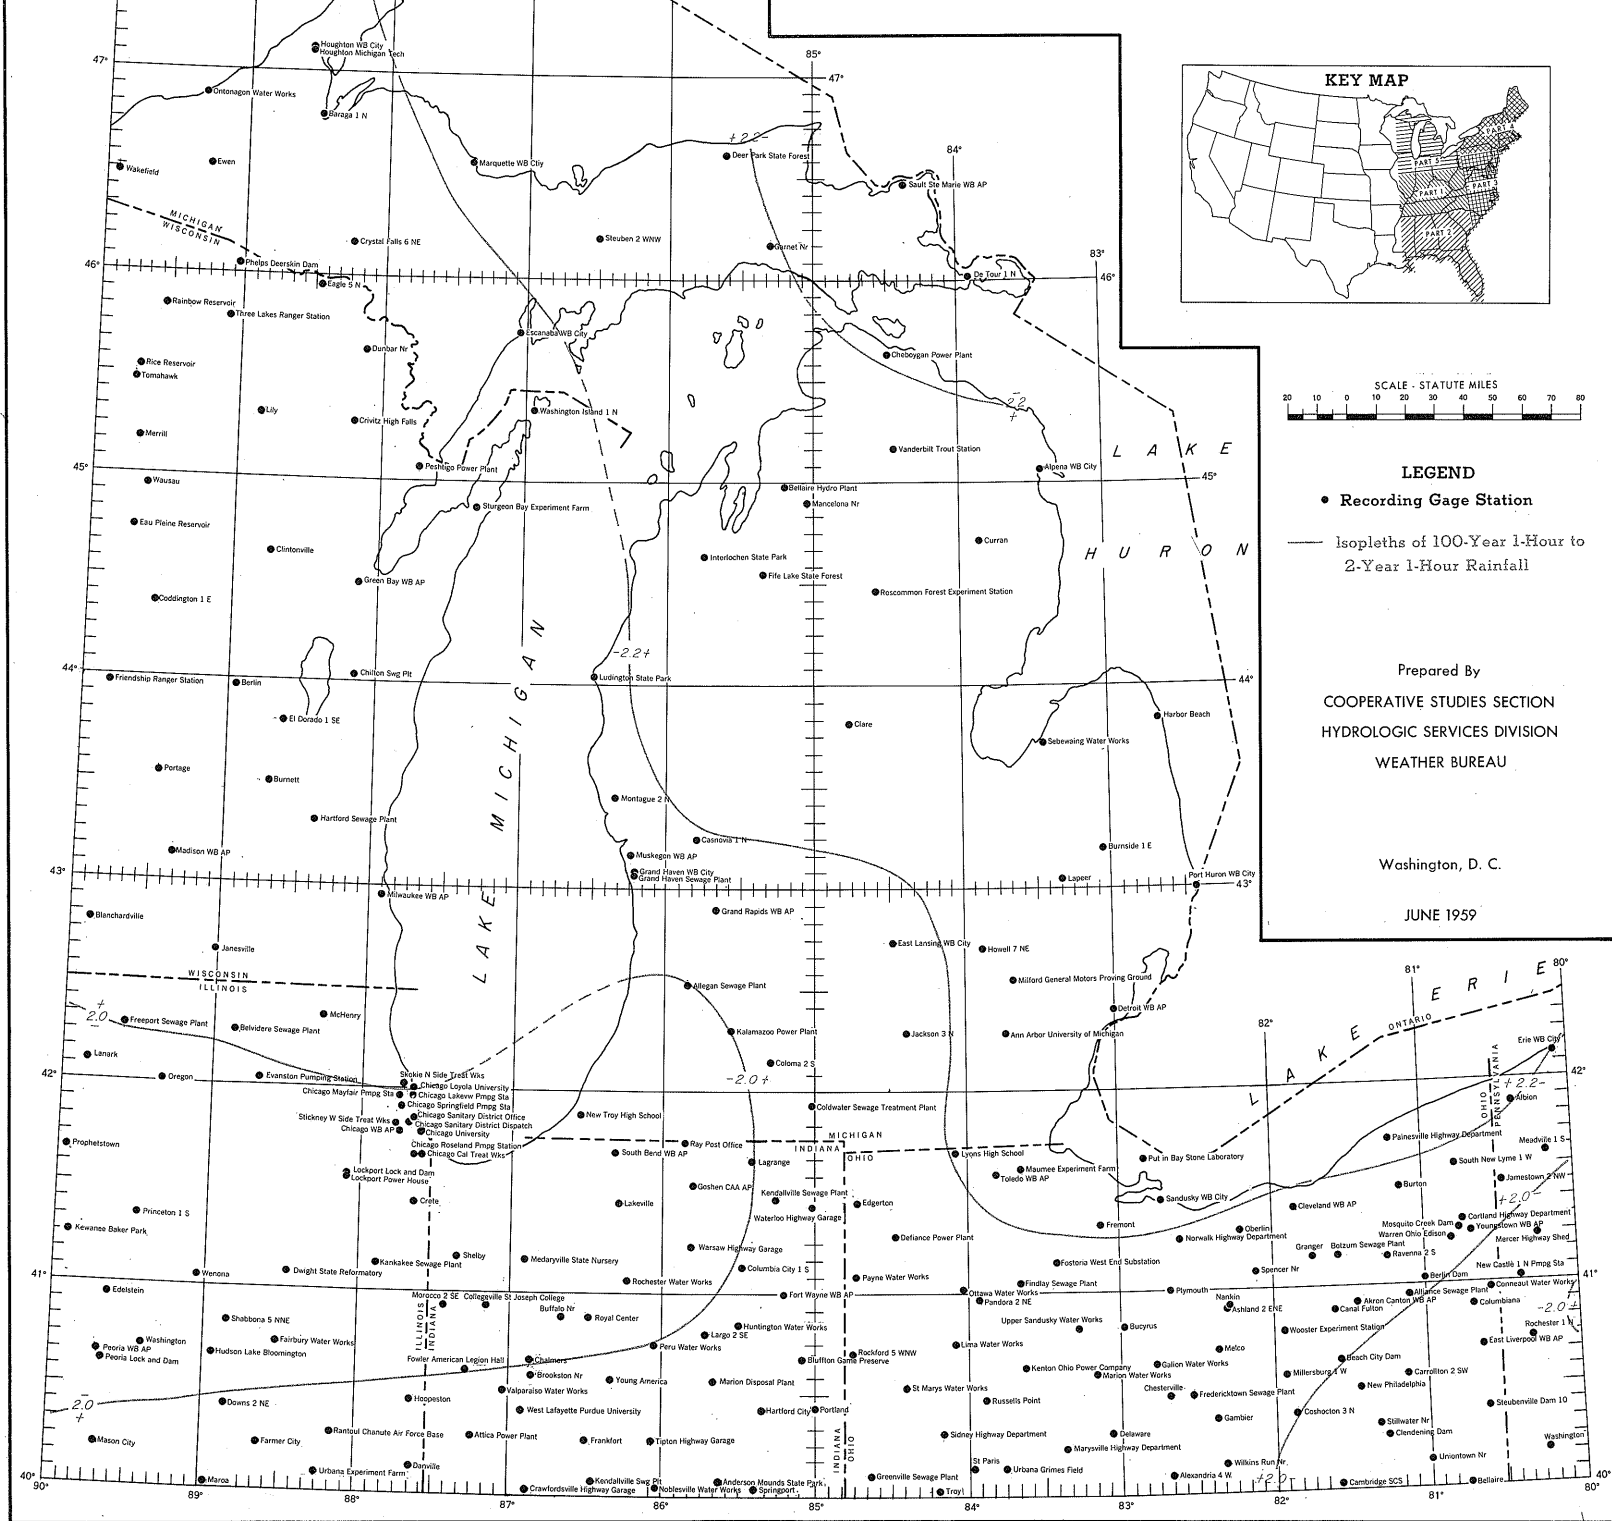 KEY MAP
PART 4
PART 5
PART 3
PART 1
PART 2
SCALE - STATUTE MILES
20 10 0 10 20 30 40 50 60 70 80
LEGEND
Recording Gage Station
Isopleths of 100-Year 1-Hour to
2-Year 1-Hour Rainfall
Prepared By
COOPERATIVE STUDIES SECTION
HYDROLOGIC SERVICES DIVISION
WEATHER BUREAU
Washington, D. C.
JUNE 1959
47°
85°
47°
84°
83°
46°
46°
45°
45°
44°
44°
43°
43°
42°
42°
41°
41°
40°
40°
82°
81°
80°
90°
89°
88°
87°
86°
85°
84°
83°
82°
81°
80°
LAKE MICHIGAN
LAKE
HURON
LAKE ERIE
ONTARIO
MICHIGAN
WISCONSIN
WISCONSIN
ILLINOIS
MICHIGAN
INDIANA
OHIO
ILLINOIS
INDIANA
INDIANA
OHIO
OHIO
PENNSYLVANIA
Houghton WB City
Houghton Michigan Tech
Ontonagon Water Works
Baraga 1 N
Marquette WB Ctiy
+2.2-
Deer Park State Forest
Wakefield
Ewen
Sault Ste Marie WB AP
Crystal Falls 6 NE
Steuben 2 WNW
Garnet Nr
Phelps Deerskin Dam
De Tour 1 N
Eagle 5 N
Rainbow Reservoir
Three Lakes Ranger Station
Escanaba WB City
Dunbar Nr
Cheboygan Power Plant
Rice Reservoir
Tomahawk
Lily
Crivitz High Falls
Washington Island 1 N
-2.2+
Merrill
Vanderbilt Trout Station
Peshtigo Power Plant
Alpena WB City
Wausau
Bellaire Hydro Plant
Mancelona Nr
Sturgeon Bay Experiment Farm
Eau Pleine Reservoir
Curran
Clintonville
Interlochen State Park
Fife Lake State Forest
Green Bay WB AP
Roscommon Forest Experiment Station
Coddington 1 E
-2.2+
Friendship Ranger Station
Berlin
Chilton Swg Plt
Ludington State Park
El Dorado 1 SE
Clare
Harbor Beach
Sebewaing Water Works
Portage
Burnett
Montague 2 N
Hartford Sewage Plant
Casnovia 1 N
Madison WB AP
Muskegon WB AP
Burnside 1 E
Grand Haven WB City
Grand Haven Sewage Plant
Lapeer
Port Huron WB City
Milwaukee WB AP
Blanchardville
Grand Rapids WB AP
Janesville
East Lansing WB City
Howell 7 NE
Milford General Motors Proving Ground
Allegan Sewage Plant
+2.0-
Freeport Sewage Plant
Belvidere Sewage Plant
McHenry
Detroit WB AP
Kalamazoo Power Plant
Jackson 3 N
Ann Arbor University of Michigan
Erie WB City
Lanark
Coloma 2 S
Oregon
Evanston Pumping Station
Skokie N Side Treat Wks
Chicago Loyola University
Chicago Mayfair Pmpg Sta
Chicago Lakevw Pmpg Sta
Chicago Springfield Pmpg Sta
-2.0+
+2.2-
Albion
Stickney W Side Treat Wks
Chicago Sanitary District Office
Chicago Sanitary District Dispatch
Chicago WB AP
Chicago University
New Troy High School
Coldwater Sewage Treatment Plant
Prophetstown
Chicago Roseland Pmpg Station
Chicago Cal Treat Wks
South Bend WB AP
Ray Post Office
Lagrange
Lyons High School
Put in Bay Stone Laboratory
Painesville Highway Department
Meadville 1 S
South New Lyme 1 W
Lockport Lock and Dam
Lockport Power House
Maumee Experiment Farm
Toledo WB AP
Jamestown 2 NW
Goshen CAA AP
Kendallville Sewage Plant
Edgerton
Burton
Crete
Lakeville
Waterloo Highway Garage
Sandusky WB City
Cleveland WB AP
+2.0-
Princeton 1 S
Kewanee Baker Park
Fremont
Oberlin
Cortland Highway Department
Mosquito Creek Dam
Youngstown WB AP
Warren Ohio Edison
Mercer Highway Shed
Defiance Power Plant
Norwalk Highway Department
Granger
Botzum Sewage Plant
Ravenna 2 S
Shelby
Kankakee Sewage Plant
Medaryville State Nursery
Warsaw Highway Garage
Columbia City 1 S
Fostoria West End Substation
Spencer Nr
Berlin Dam
New Castle 1 N Pmpg Sta
Wenona
Dwight State Reformatory
Rochester Water Works
Payne Water Works
Findlay Sewage Plant
Plymouth
Conneaut Water Works
Edelstein
Morocco 2 SE
Collegeville St Joseph College
Fort Wayne WB AP
Ottawa Water Works
Pandora 2 NE
Nankin
Ashland 2 ENE
Alliance Sewage Plant
Akron Canton WB AP
Canal Fulton
Columbiana
-2.0+
Shabbona 5 NNE
Buffalo Nr
Royal Center
Huntington Water Works
Largo 2 SE
Upper Sandusky Water Works
Bucyrus
Wooster Experiment Station
Rochester 1 N
East Liverpool WB AP
Washington
Peoria WB AP
Peoria Lock and Dam
Fairbury Water Works
Hudson Lake Bloomington
Peru Water Works
Lima Water Works
Melco
Fowler American Legion Hall
Chalmers
Brookston Nr
Bluffton Game Preserve
Rockford 5 WNW
Kenton Ohio Power Company
Marion Water Works
Galion Water Works
Millersburg 1 W
Beach City Dam
Carrollton 2 SW
Young America
Marion Disposal Plant
New Philadelphia
-2.0+
Downs 2 NE
Hoopeston
Valparaiso Water Works
West Lafayette Purdue University
Hartford City
Portland
St Marys Water Works
Russells Point
Chesterville
Fredericktown Sewage Plant
Gambier
Coshocton 3 N
Stillwater Nr
Clendening Dam
Steubenville Dam 10
Washington
Mason City
Farmer City
Rantoul Chanute Air Force Base
Attica Power Plant
Frankfort
Tipton Highway Garage
Sidney Highway Department
Delaware
Marysville Highway Department
Uniontown Nr
Maroa
Urbana Experiment Farm
Danville
St Paris
Urbana Grimes Field
Wilkins Run Nr
Crawfordsville Highway Garage
Kendallville Swg Plt
Noblesville Water Works
Anderson Mounds State Park
Springport
Greenville Sewage Plant
Troy 1
Alexandria 4 W
+2.0-
Cambridge SCS
Bellaire